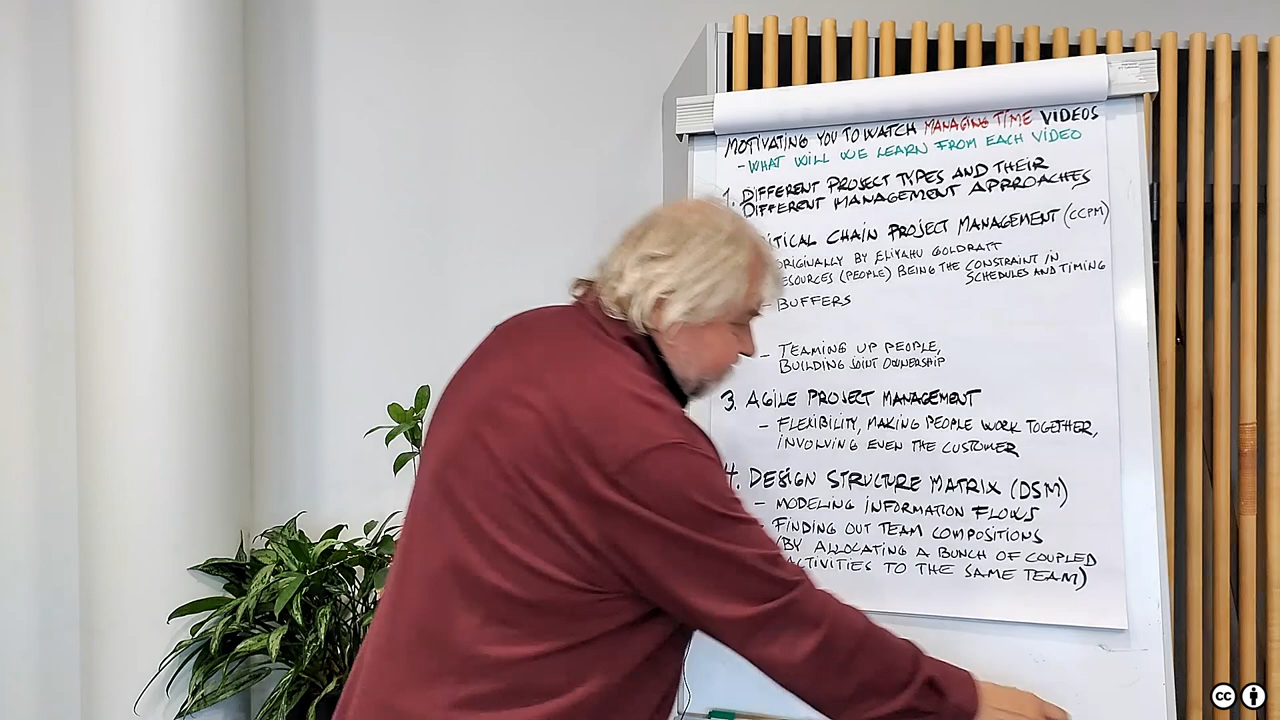 MOTIVATING YOU TO WATCH MANAGING TIME VIDEOS
- WHAT WILL WE LEARN FROM EACH VIDEO
1. DIFFERENT PROJECT TYPES AND THEIR
DIFFERENT MANAGEMENT APPROACHES
CHAIN PROJECT MANAGEMENT (CCPM)
ORIGINALLY BY ELIYAHU GOLDRATT
(PEOPLE) BEING THE CONSTRAINT IN
SCHEDULES AND TIMING
- BUFFERS
- TEAMING UP PEOPLE,
BUILDING JOINT OWNERSHIP
3. AGILE PROJECT MANAGEMENT
- FLEXIBILITY, MAKING PEOPLE WORK TOGETHER,
INVOLVING EVEN THE CUSTOMER
4. DESIGN STRUCTURE MATRIX (DSM)
- MODELING INFORMATION FLOWS
- FINDING OUT TEAM COMPOSITIONS
(BY ALLOCATING A BUNCH OF COUPLED
ACTIVITIES TO THE SAME TEAM)
cc